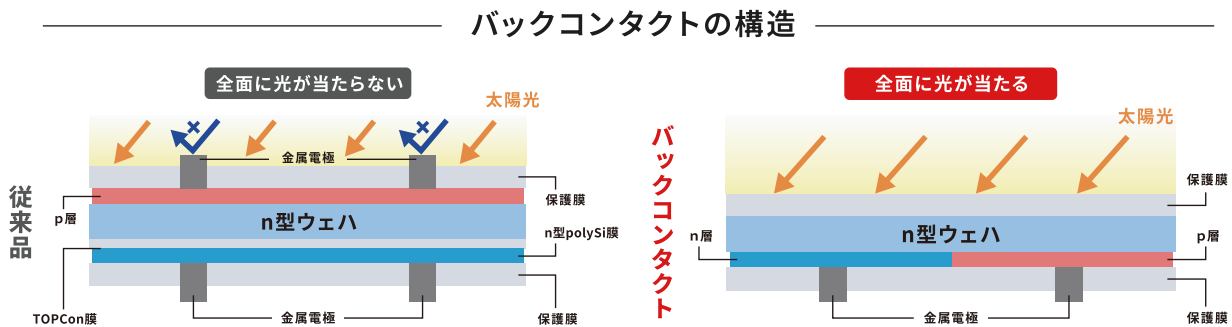 バックコンタクトの構造
全面に光が当たらない
太陽光
金属電極
従来品
p層
n型ウェハ
保護膜
n型polySi膜
TOPCon膜
金属電極
保護膜
全面に光が当たる
太陽光
バックコンタクト
保護膜
n型ウェハ
n層
p層
金属電極
保護膜